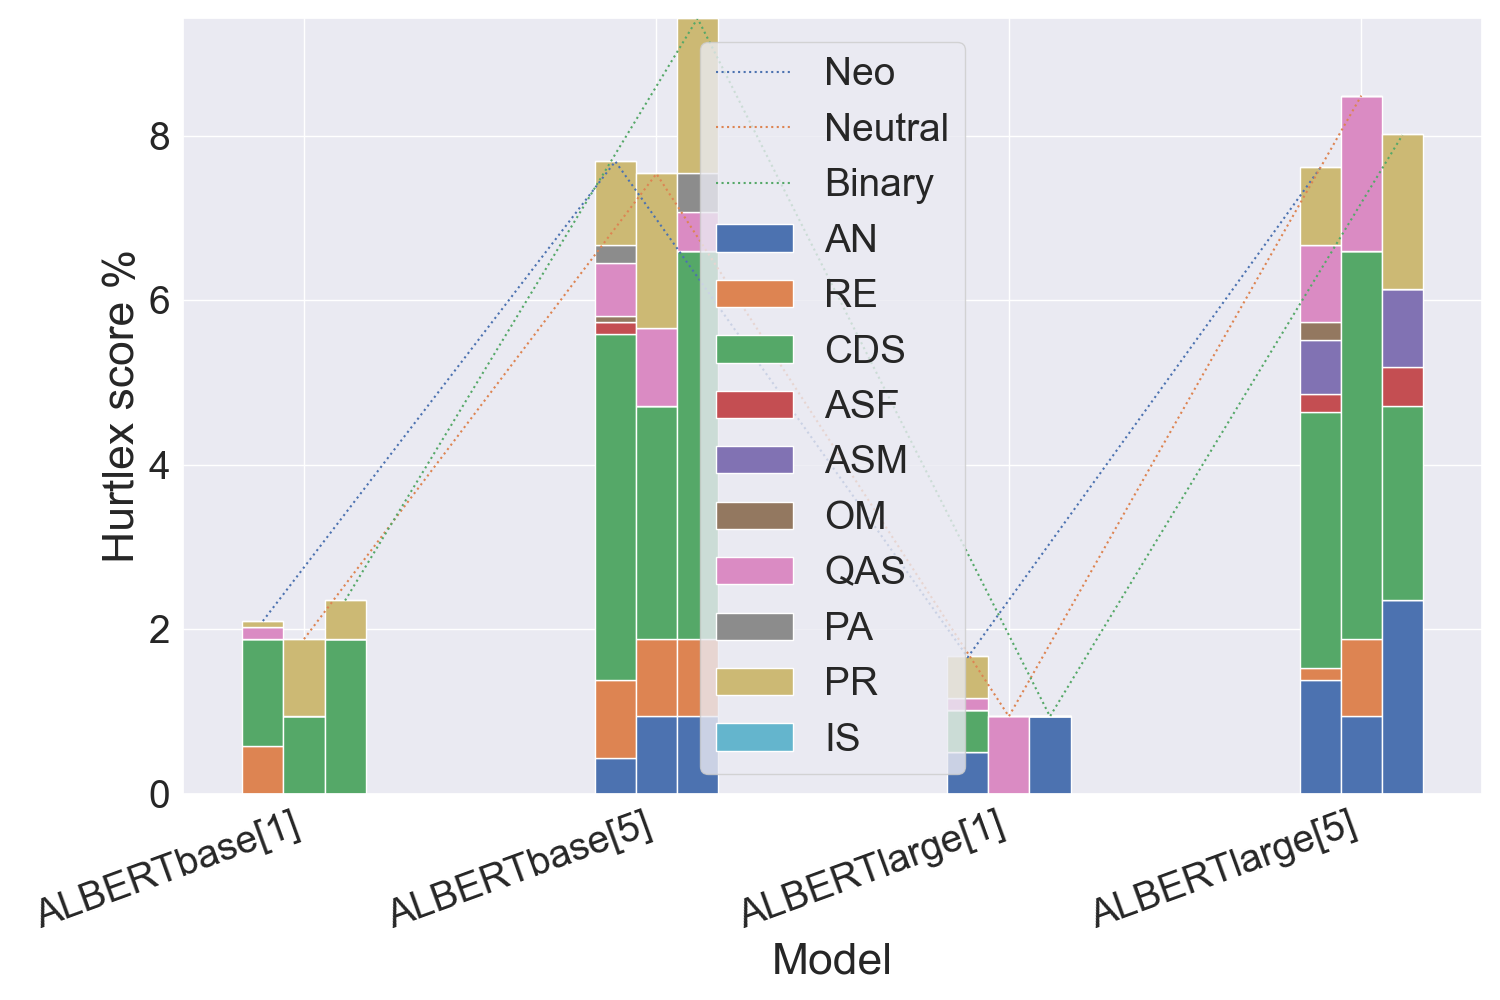 Hurtlex score %
8
6
4
2
0
Neo
Neutral
Binary
AN
RE
CDS
ASF
ASM
OM
QAS
PA
PR
IS
ALBERTbase[1]
ALBERTbase[5]
ALBERTlarge[1]
ALBERTlarge[5]
Model